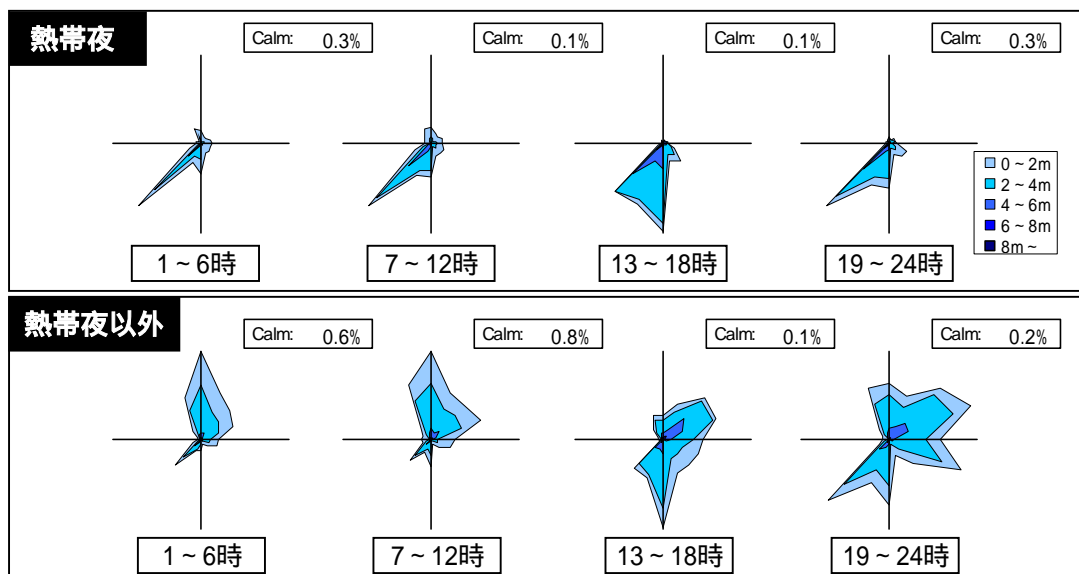 熱帯夜
Calm: 0.3%
Calm: 0.1%
Calm: 0.1%
Calm: 0.3%
0~2m
2~4m
4~6m
6~8m
8m~
1~6時
7~12時
13~18時
19~24時
熱帯夜以外
Calm: 0.6%
Calm: 0.8%
Calm: 0.1%
Calm: 0.2%
1~6時
7~12時
13~18時
19~24時